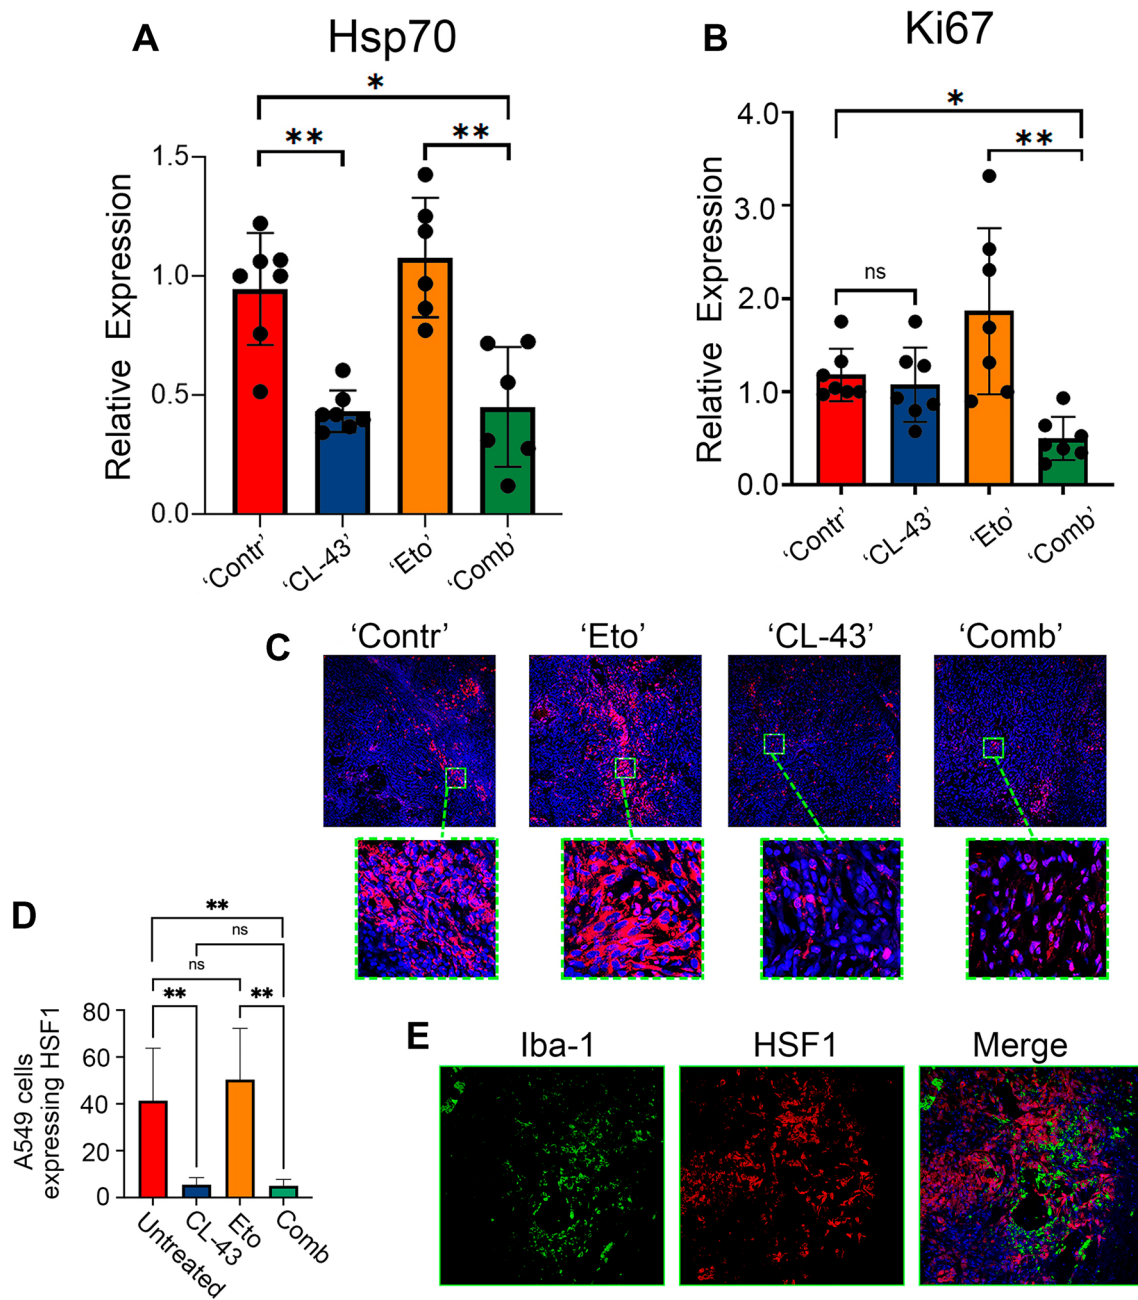 A
Hsp70
*
**
**
1.5
1.0
0.5
0.0
Relative Expression
‘Contr’
‘CL-43’
‘Eto’
‘Comb’
B
Ki67
*
**
ns
4.0
3.0
2.0
1.0
0.0
Relative Expression
‘Contr’
‘CL-43’
‘Eto’
‘Comb’
C
‘Contr’
‘Eto’
‘CL-43’
‘Comb’
D
**
ns
ns
**
**
80
60
40
20
0
A549 cells
expressing HSF1
Untreated
CL-43
Eto
Comb
E
Iba-1
HSF1
Merge